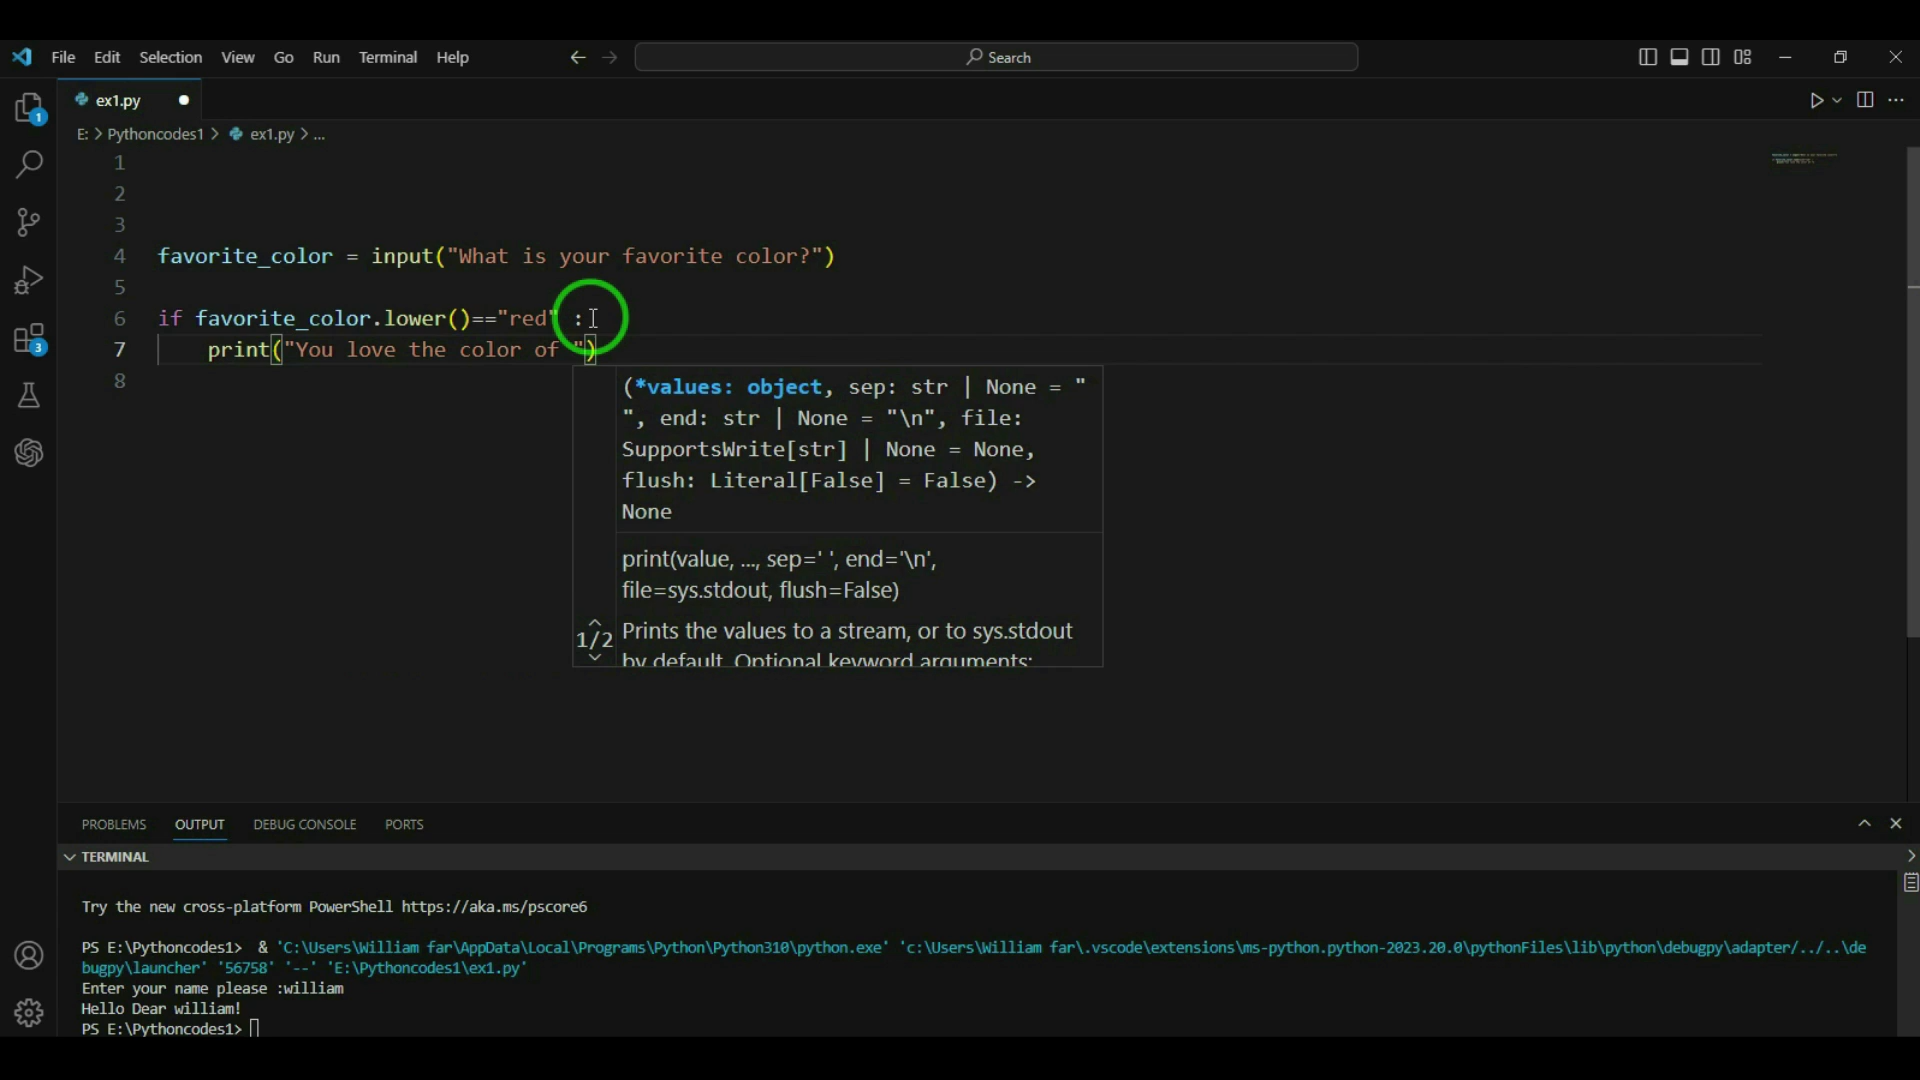 File Edit Selection View Go Run Terminal Help Search
ex1.py
E: > Pythoncodes1 > ex1.py > ...
1
2
3
4 favorite_color = input("What is your favorite color?")
5
6 if favorite_color.lower()=="red" :
7 print("You love the color of ")
8
(*values: object, sep: str | None = "
", end: str | None = "\n", file:
SupportsWrite[str] | None = None,
flush: Literal[False] = False) ->
None
print(value, ..., sep=' ', end='\n',
file=sys.stdout, flush=False)
1/2
Prints the values to a stream, or to sys.stdout
by default. Optional keyword arguments:
1
3
PROBLEMS OUTPUT DEBUG CONSOLE PORTS
TERMINAL
Try the new cross-platform PowerShell https://aka.ms/pscore6
PS E:\Pythoncodes1>  & 'C:\Users\William far\AppData\Local\Programs\Python\Python310\python.exe' 'c:\Users\William far\.vscode\extensions\ms-python.python-2023.20.0\pythonFiles\lib\python\debugpy\adapter/../..\de
bugpy\launcher' '56758' '--' 'E:\Pythoncodes1\ex1.py'
Enter your name please :william
Hello Dear william!
PS E:\Pythoncodes1>